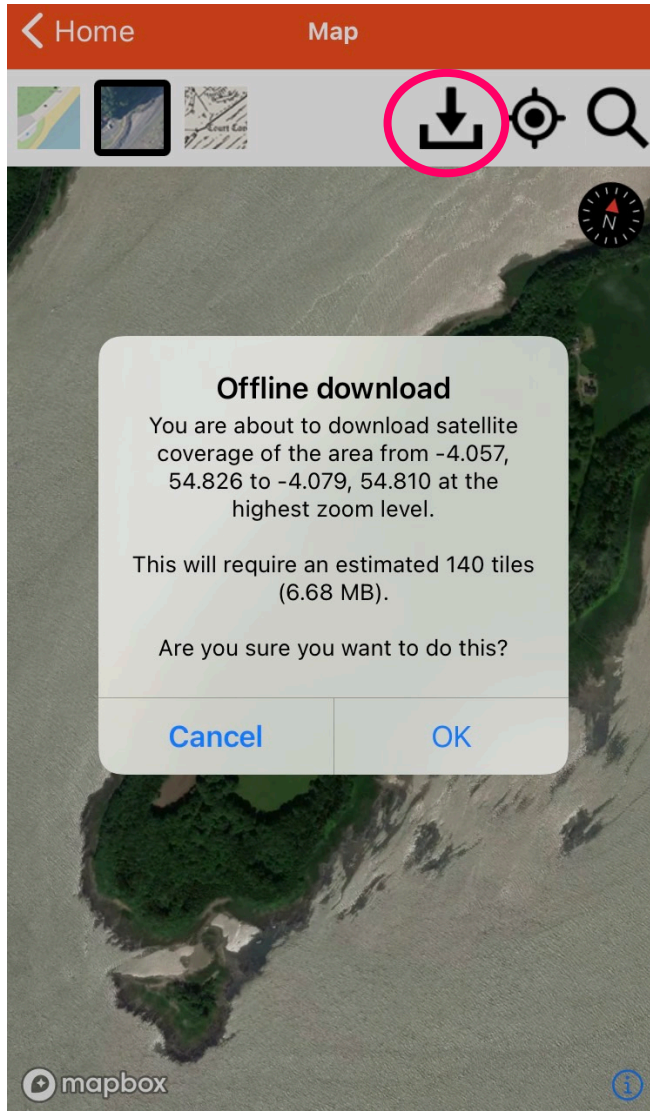 Home
Map
Court Cav
N
Offline download
You are about to download satellite
coverage of the area from -4.057,
54.826 to -4.079, 54.810 at the
highest zoom level.
This will require an estimated 140 tiles
(6.68 MB).
Are you sure you want to do this?
Cancel
OK
mapbox
i